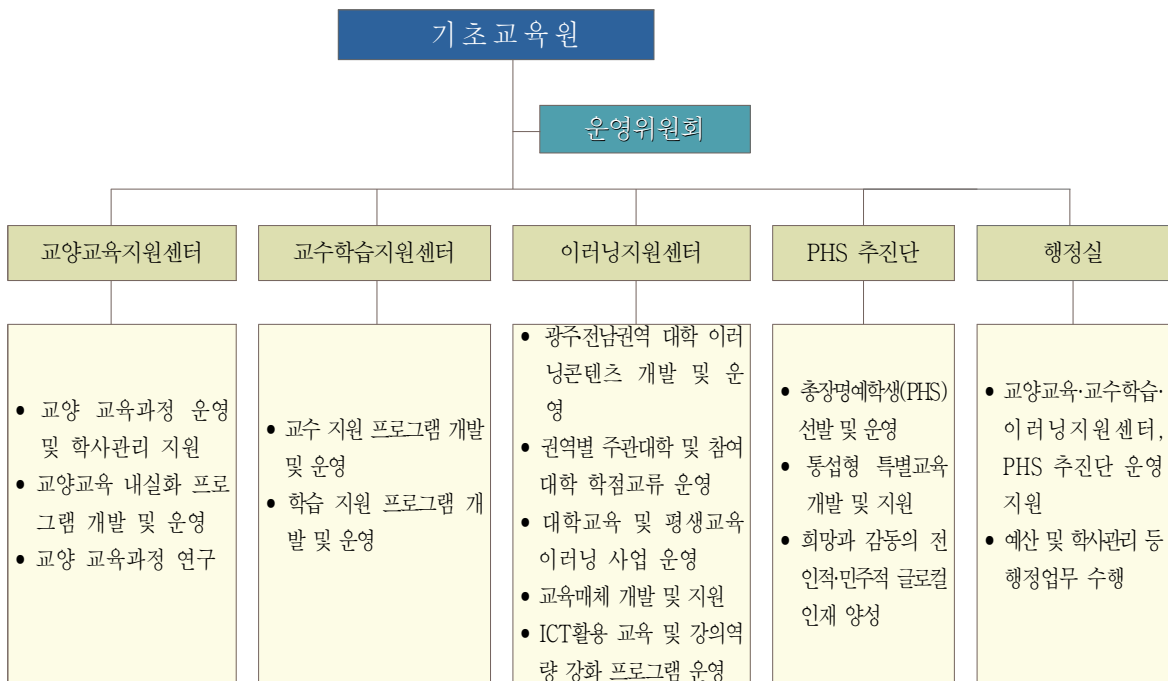 기초교육원
운영위원회
교양교육지원센터
교수학습지원센터
이러닝지원센터
PHS 추진단
행정실
• 교양 교육과정 운영
및 학사관리 지원
• 교양교육 내실화 프로
그램 개발 및 운영
• 교양 교육과정 연구
• 교수 지원 프로그램 개발
및 운영
• 학습 지원 프로그램 개
발 및 운영
• 광주·전남권역 대학 이러
닝콘텐츠 개발 및 운
영
• 권역별 주관대학 및 참여
대학 학점교류 운영
• 대학교육 및 평생교육
이러닝 사업 운영
• 교육매체 개발 및 지원
• ICT활용 교육 및 강의역
량 강화 프로그램 운영
• 총장명예학생(PHS)
선발 및 운영
• 통섭형 특별교육
개발 및 지원
• 희망과 감동의 전
인적·민주적 글로컬
인재 양성
• 교양교육·교수학습·
이러닝지원센터,
PHS 추진단 운영
지원
• 예산 및 학사관리 등
행정업무 수행